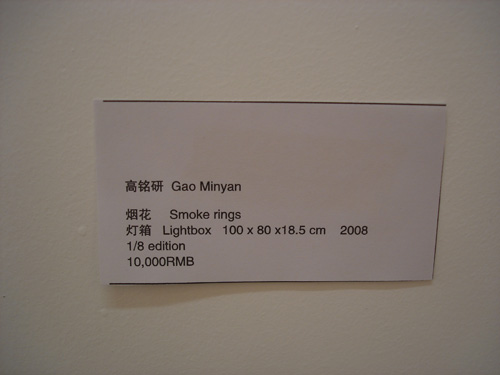 高铭研 Gao Minyan
烟花 Smoke rings
灯箱 Lightbox 100 x 80 x18.5 cm 2008
1/8 edition
10,000RMB